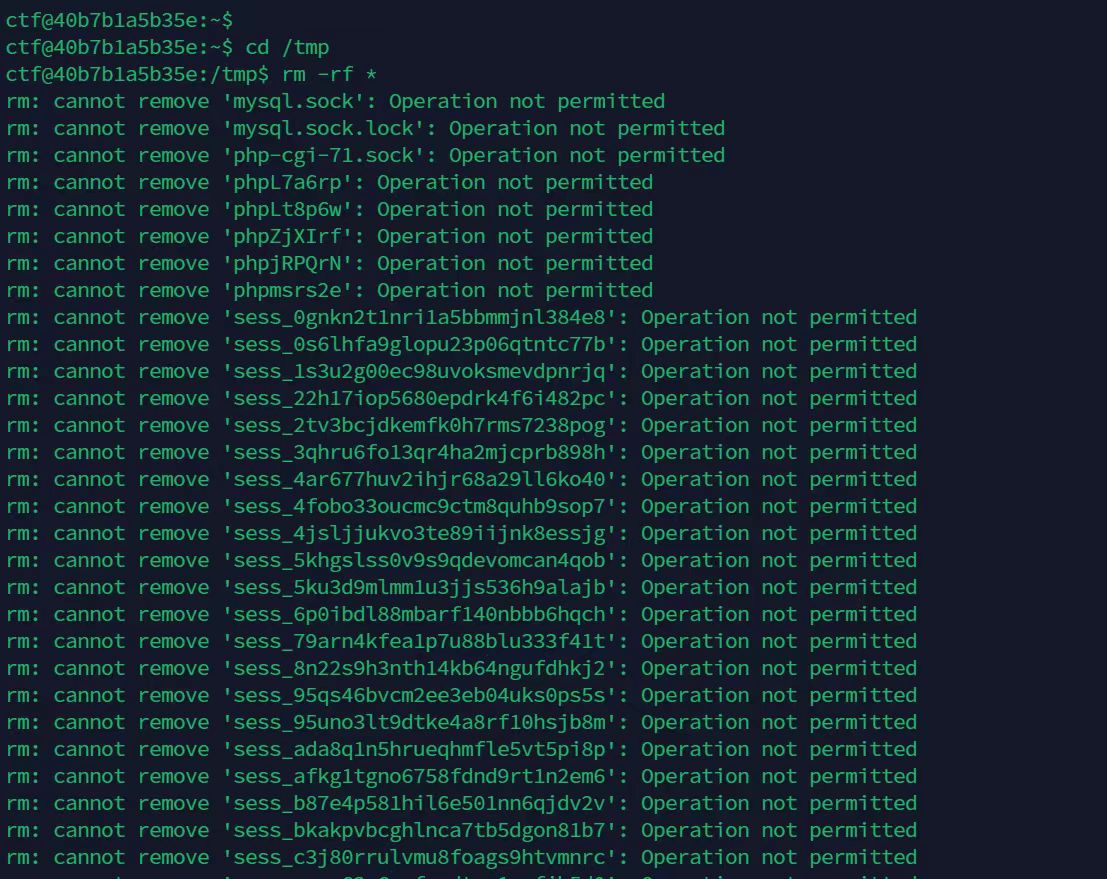 ctf@40b7b1a5b35e:~$
ctf@40b7b1a5b35e:~$ cd /tmp
ctf@40b7b1a5b35e:/tmp$ rm -rf *
rm: cannot remove 'mysql.sock': Operation not permitted
rm: cannot remove 'mysql.sock.lock': Operation not permitted
rm: cannot remove 'php-cgi-71.sock': Operation not permitted
rm: cannot remove 'phpL7a6rp': Operation not permitted
rm: cannot remove 'phpLt8p6w': Operation not permitted
rm: cannot remove 'phpZjXIrf': Operation not permitted
rm: cannot remove 'phpjRPQrN': Operation not permitted
rm: cannot remove 'phpmsrs2e': Operation not permitted
rm: cannot remove 'sess_0gnkn2t1nri1a5bbmmjnl384e8': Operation not permitted
rm: cannot remove 'sess_0s6lhfa9glopu23p06qtntc77b': Operation not permitted
rm: cannot remove 'sess_1s3u2g00ec98uvoksmevdpnrjq': Operation not permitted
rm: cannot remove 'sess_22h17iop5680epdrk4f6i482pc': Operation not permitted
rm: cannot remove 'sess_2tv3bcjdkemfk0h7rms7238pog': Operation not permitted
rm: cannot remove 'sess_3qhru6fo13qr4ha2mjcprb898h': Operation not permitted
rm: cannot remove 'sess_4ar677huv2ihjr68a29ll6ko40': Operation not permitted
rm: cannot remove 'sess_4fobo33oucmc9ctm8quhb9sop7': Operation not permitted
rm: cannot remove 'sess_4jsljjukvo3te89iijnk8essjg': Operation not permitted
rm: cannot remove 'sess_5khgslss0v9s9qdevomcan4qob': Operation not permitted
rm: cannot remove 'sess_5ku3d9mlmm1u3jjs536h9alajb': Operation not permitted
rm: cannot remove 'sess_6p0ibdl88mbarf140nbbb6hqch': Operation not permitted
rm: cannot remove 'sess_79arn4kfea1p7u88blu333f41t': Operation not permitted
rm: cannot remove 'sess_8n22s9h3nth14kb64ngufdhkj2': Operation not permitted
rm: cannot remove 'sess_95qs46bvcm2ee3eb04uks0ps5s': Operation not permitted
rm: cannot remove 'sess_95uno3lt9dtke4a8rf10hsjb8m': Operation not permitted
rm: cannot remove 'sess_ada8q1n5hrueqhmfle5vt5pi8p': Operation not permitted
rm: cannot remove 'sess_afkg1tgno6758fdnd9rt1n2em6': Operation not permitted
rm: cannot remove 'sess_b87e4p581hil6e501nn6qjdv2v': Operation not permitted
rm: cannot remove 'sess_bkakpvbcghlnca7tb5dgon81b7': Operation not permitted
rm: cannot remove 'sess_c3j80rrulvmu8foags9htvmnrc': Operation not permitted